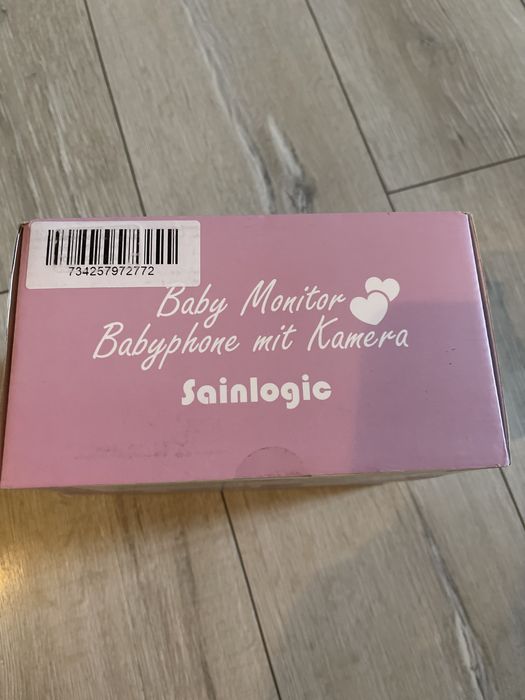 734257972772
Baby Monitor
Babyphone mit Kamera
Sainlogic